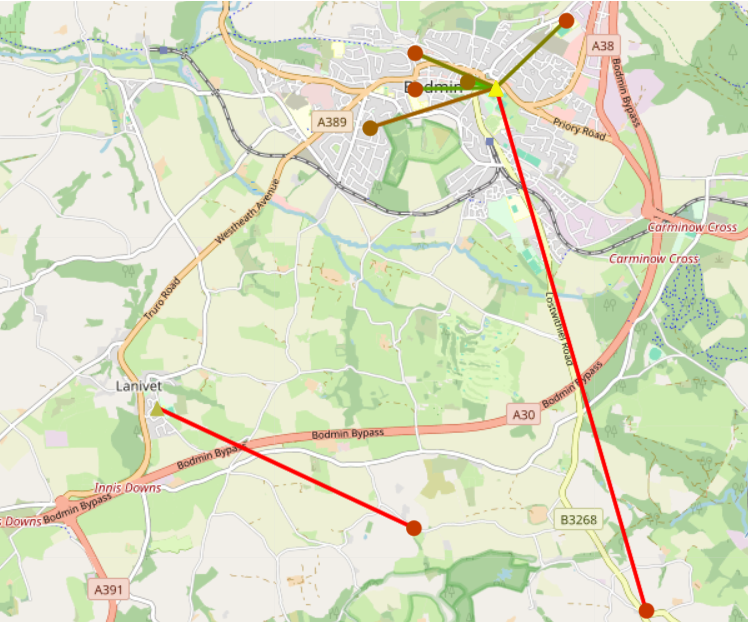 A38
Bodmin Bypass
Bodmin
A389
Priory Road
Westheath Avenue
Carminow Cross
Carminow Cross
Truro Road
Lostwithiel Road
Lanivet
Bodmin Bypass
A30
Bodmin Bypass
Bodmin Bypass
Innis Downs
s Downs
Bodmin Bypass
B3268
A391